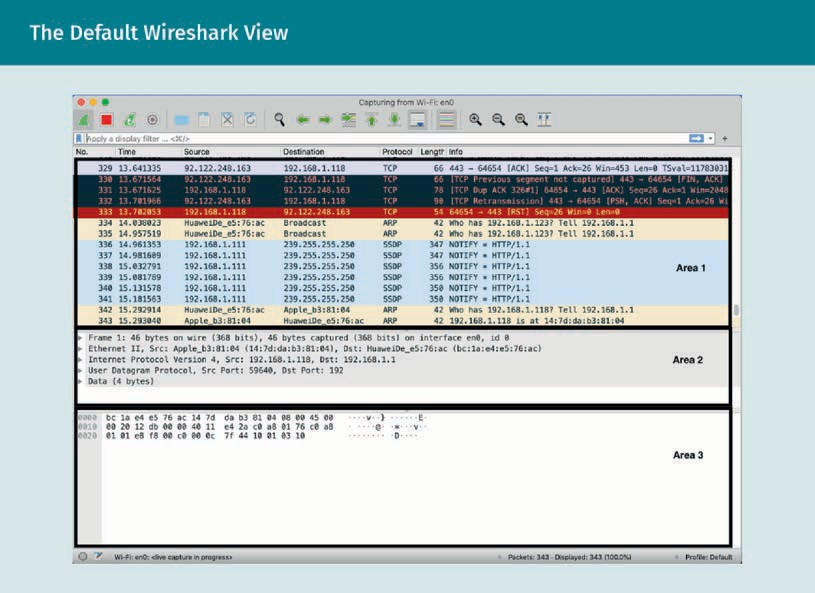 The Default Wireshark View
Capturing from Wi-Fi: en0
Apply a display filter ... <⌘/>
No. Time Source Destination Protocol Length Info
329 13.641335 92.122.248.163 192.168.1.118 TCP 66 443 → 64654 [ACK] Seq=1 Ack=26 Win=453 Len=0 TSval=11783031
330 13.671564 92.122.248.163 192.168.1.118 TCP 66 [TCP Previous segment not captured] 443 → 64654 [FIN, ACK]
331 13.671625 192.168.1.118 92.122.248.163 TCP 78 [TCP Dup ACK 326#1] 64654 → 443 [ACK] Seq=26 Ack=1 Win=2048
332 13.701966 92.122.248.163 192.168.1.118 TCP 90 [TCP Retransmission] 443 → 64654 [PSH, ACK] Seq=1 Ack=26 Wi
333 13.702053 192.168.1.118 92.122.248.163 TCP 54 64654 → 443 [RST] Seq=26 Win=0 Len=0
334 14.038023 HuaweiDe_e5:76:ac Broadcast ARP 42 Who has 192.168.1.123? Tell 192.168.1.1
335 14.957519 HuaweiDe_e5:76:ac Broadcast ARP 42 Who has 192.168.1.123? Tell 192.168.1.1
336 14.961353 192.168.1.111 239.255.255.250 SSDP 347 NOTIFY * HTTP/1.1
337 14.981609 192.168.1.111 239.255.255.250 SSDP 347 NOTIFY * HTTP/1.1
338 15.032791 192.168.1.111 239.255.255.250 SSDP 356 NOTIFY * HTTP/1.1
339 15.081789 192.168.1.111 239.255.255.250 SSDP 356 NOTIFY * HTTP/1.1
340 15.131578 192.168.1.111 239.255.255.250 SSDP 350 NOTIFY * HTTP/1.1
341 15.181563 192.168.1.111 239.255.255.250 SSDP 350 NOTIFY * HTTP/1.1
342 15.292914 HuaweiDe_e5:76:ac Apple_b3:81:04 ARP 42 Who has 192.168.1.118? Tell 192.168.1.1
343 15.293040 Apple_b3:81:04 HuaweiDe_e5:76:ac ARP 42 192.168.1.118 is at 14:7d:da:b3:81:04
Area 1
Frame 1: 46 bytes on wire (368 bits), 46 bytes captured (368 bits) on interface en0, id 0
Ethernet II, Src: Apple_b3:81:04 (14:7d:da:b3:81:04), Dst: HuaweiDe_e5:76:ac (bc:1a:e4:e5:76:ac)
Internet Protocol Version 4, Src: 192.168.1.118, Dst: 192.168.1.1
User Datagram Protocol, Src Port: 59640, Dst Port: 192
Data (4 bytes)
Area 2
0000 bc 1a e4 e5 76 ac 14 7d da b3 81 04 08 00 45 00 ····v··} ······E·
0010 00 20 12 db 00 00 40 11 e4 2a c0 a8 01 76 c0 a8 · ····@· ·*···v··
0020 01 01 e8 f8 00 c0 00 0c 7f 44 10 01 03 10 ········ ·D····
Area 3
Wi-Fi: en0: <live capture in progress>
Packets: 343 · Displayed: 343 (100.0%)
Profile: Default